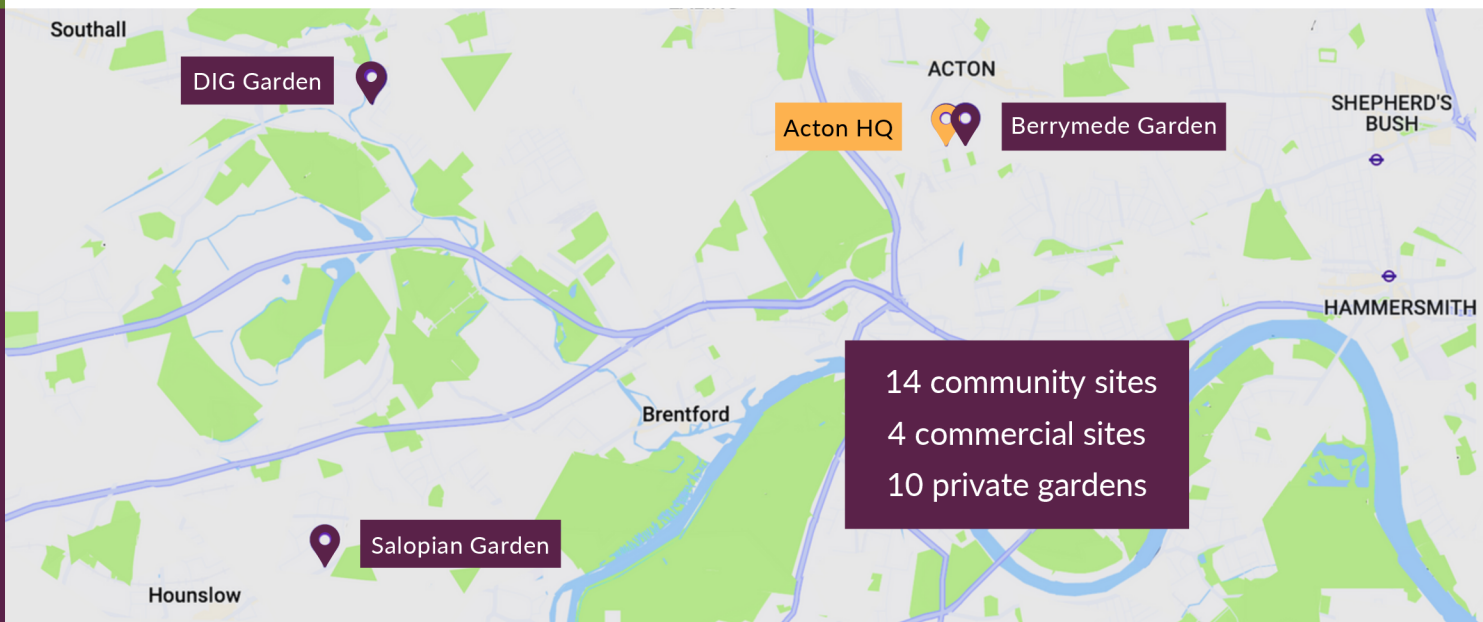 Southall
DIG Garden
ACTON
Acton HQ
Berrymede Garden
SHEPHERD'S
BUSH
HAMMERSMITH
14 community sites
4 commercial sites
10 private gardens
Brentford
Salopian Garden
Hounslow